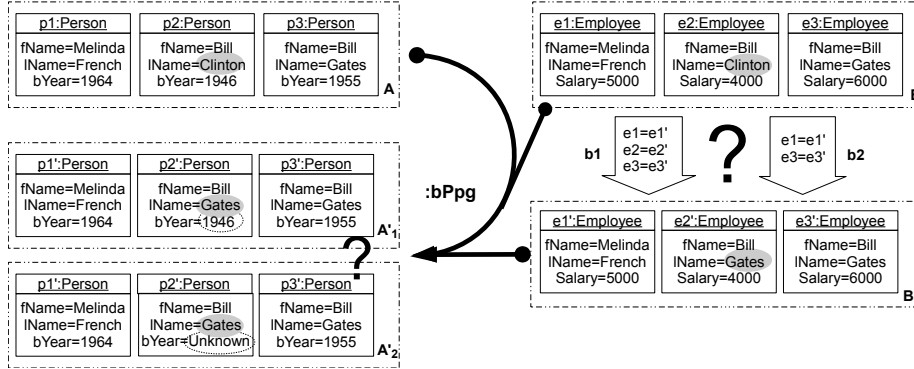 p1:Person p2:Person p3:Person
fName=Melinda fName=Bill fName=Bill
lName=French lName=Clinton lName=Gates
bYear=1964 bYear=1946 bYear=1955
A
e1:Employee e2:Employee e3:Employee
fName=Melinda fName=Bill fName=Bill
lName=French lName=Clinton lName=Gates
Salary=5000 Salary=4000 Salary=6000
b1
e1=e1'
e2=e2'
e3=e3'
?
e1=e1'
e3=e3'
b2
:bPpg
p1':Person p2':Person p3':Person
fName=Melinda fName=Bill fName=Bill
lName=French lName=Gates lName=Gates
bYear=1964 bYear=1946 bYear=1955
A'1
?
e1':Employee e2':Employee e3':Employee
fName=Melinda fName=Bill fName=Bill
lName=French lName=Gates lName=Gates
Salary=5000 Salary=4000 Salary=6000
B
p1':Person p2':Person p3':Person
fName=Melinda fName=Bill fName=Bill
lName=French lName=Gates lName=Gates
bYear=1964 bYear=Unknown bYear=1955
A'2